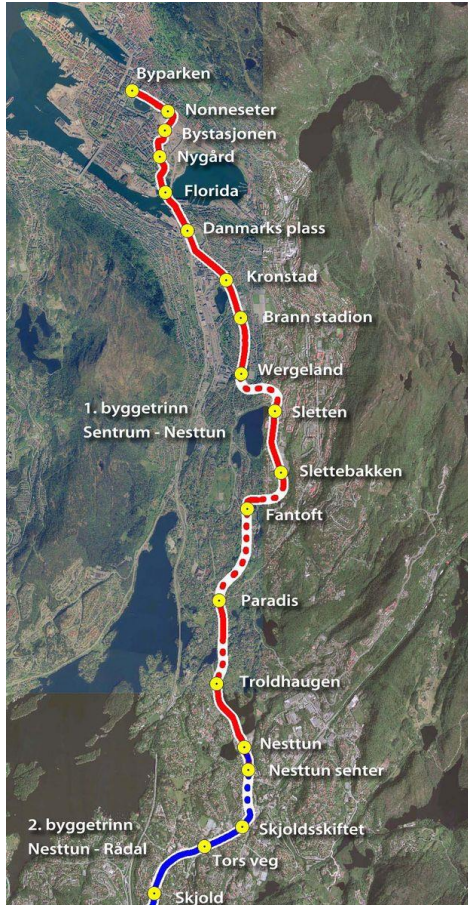 Byparken
Nonneseter
Bystasjonen
Nygård
Florida
Danmarks plass
Kronstad
Brann stadion
Wergeland
1. byggetrinn
Sentrum - Nesttun
Sletten
Slettebakken
Fantoft
Paradis
Troldhaugen
Nesttun
Nesttun senter
2. byggetrinn
Nesttun - Rådal
Skjoldsskiftet
Tors veg
Skjold